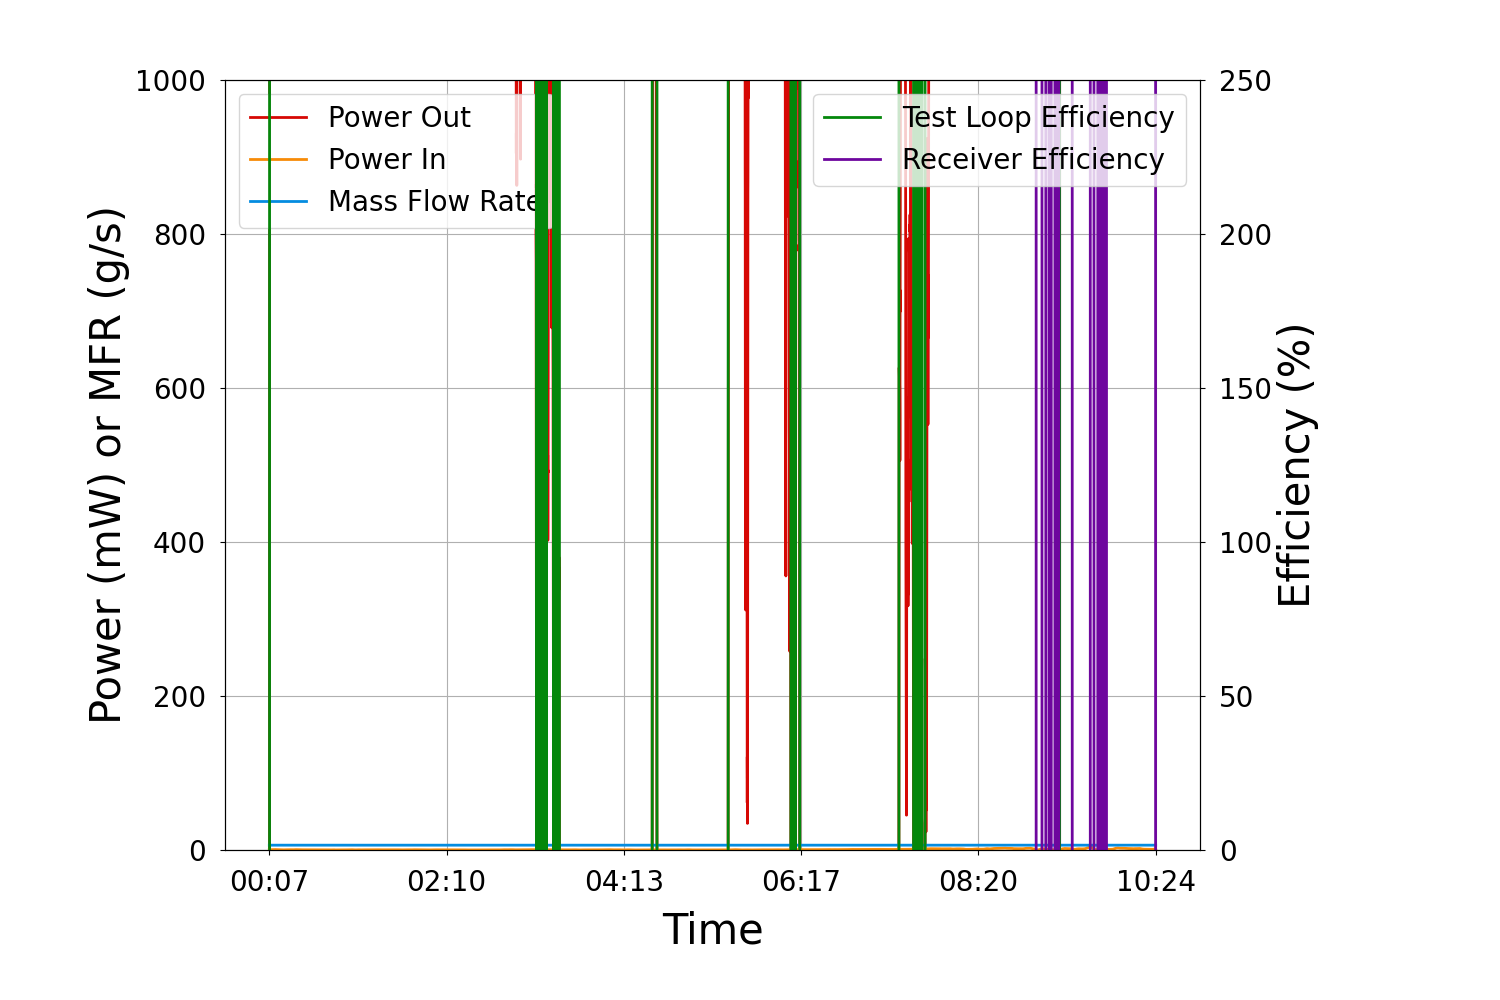 Power (mW) or MFR (g/s)
1000
800
600
400
200
0
Power Out
Power In
Mass Flow Rate
Test Loop Efficiency
Receiver Efficiency
250
200
150
100
50
0
Efficiency (%)
00:07 02:10 04:13 06:17 08:20 10:24
Time